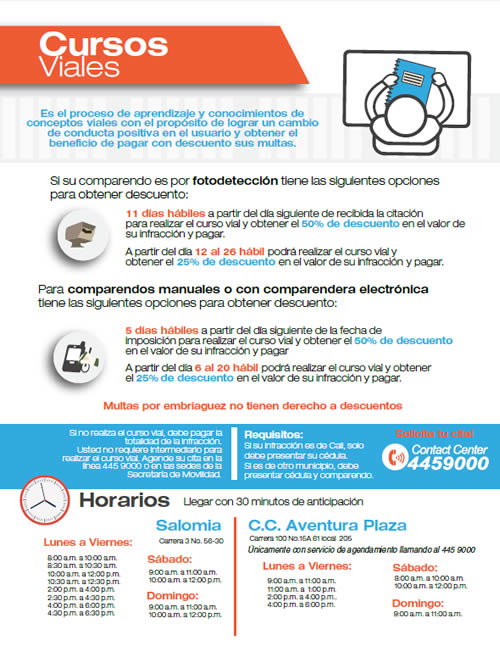 Cursos
Viales
Es el proceso de aprendizaje y conocimientos de
conceptos viales con el propósito de lograr un cambio
de conducta positiva en el usuario y obtener el
beneficio de pagar con descuento sus multas.
Si su comparendo es por fotodetección tiene las siguientes opciones
para obtener descuento:
11 días hábiles a partir del día siguiente de recibida la citación
para realizar el curso vial y obtener el 50% de descuento en el valor de
su infracción y pagar.
A partir del día 12 al 26 hábil podrá realizar el curso vial y
obtener el 25% de descuento en el valor de su infracción y pagar.
Para comparendos manuales o con comparendera electrónica
tiene las siguientes opciones para obtener descuento:
5 días hábiles a partir del día siguiente de la fecha de
imposición para realizar el curso vial y obtener el 50% de descuento
en el valor de su infracción y pagar
A partir del día 6 al 20 hábil podrá realizar el curso vial y obtener
el 25% de descuento en el valor de su infracción y pagar.
Multas por embriaguez no tienen derecho a descuentos
Si no realiza el curso vial, debe pagar la
totalidad de la infracción.
Usted no requiere intermediario para
realizar el curso vial. Agende su cita en la
línea 445 9000 o en las sedes de la
Secretaría de Movilidad.
Requisitos:
Si su infracción es de Cali, solo
debe presentar su cédula.
Si es de otro municipio, debe
presentar cédula y comparendo.
Solicite tu cita!
Contact Center
4459000
Horarios Llegar con 30 minutos de anticipación
Salomia
Carrera 3 No. 56-30
Lunes a Viernes:
8:00 a.m. a 10:00 a.m.
8:30 a.m. a 10:30 a.m.
10:00 a.m. a 12:00 p.m.
10:30 a.m. a 12:30 p.m.
2:00 p.m. a 4:00 p.m.
2:30 p.m. a 4:30 p.m.
4:00 p.m. a 6:00 p.m.
4:30 p.m. a 6:30 p.m.
Sábado:
9:00 a.m. a 11:00 a.m.
10:00 a.m. a 12:00 p.m.
Domingo:
9:00 a.m. a 11:00 a.m.
10:00 a.m. a 12:00 p.m.
C.C. Aventura Plaza
Carrera 100 No.15A 61 local 205
Únicamente con servicio de agendamiento llamando al 445 9000
Lunes a Viernes:
9:00 a.m. a 11:00 a.m.
11:00 a.m. a 1:00 p.m.
2:00 p.m. a 4:00 p.m..
4:00 p.m. a 6:00 p.m.
Sábado:
8:00 a.m. a 10:00 a.m.
10:00 a.m. a 12:00 p.m.
Domingo:
9:00 a.m. a 11:00 a.m.